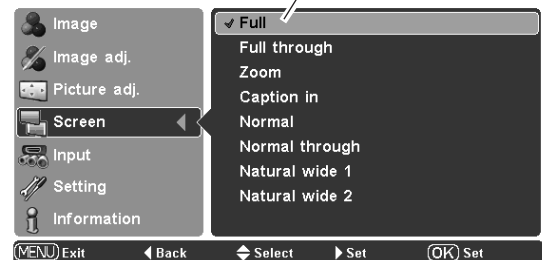 Image
Image adj.
Picture adj.
Screen
Input
Setting
Information
Full
Full through
Zoom
Caption in
Normal
Normal through
Natural wide 1
Natural wide 2
MENU Exit Back Select Set OK Set